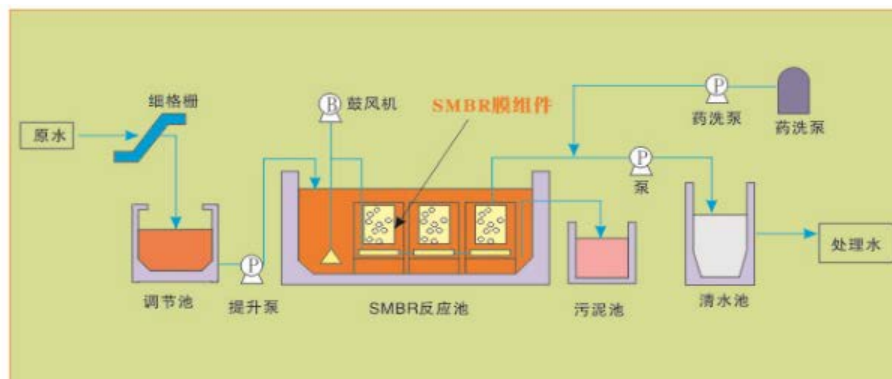 细格栅
原水
调节池
P
提升泵
B
鼓风机
SMBR膜组件
SMBR反应池
污泥池
P
药洗泵
药洗泵
P
泵
清水池
处理水